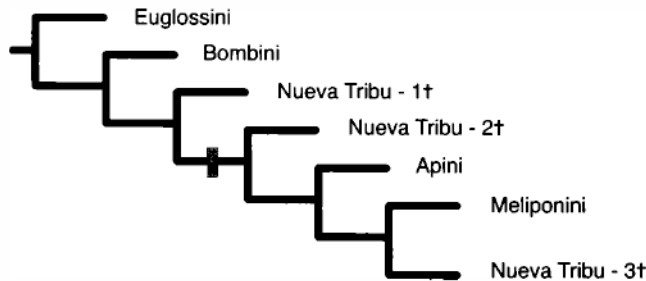 Euglossini
Bombini
Nueva Tribu - 1†
Nueva Tribu - 2†
Apini
Meliponini
Nueva Tribu - 3†